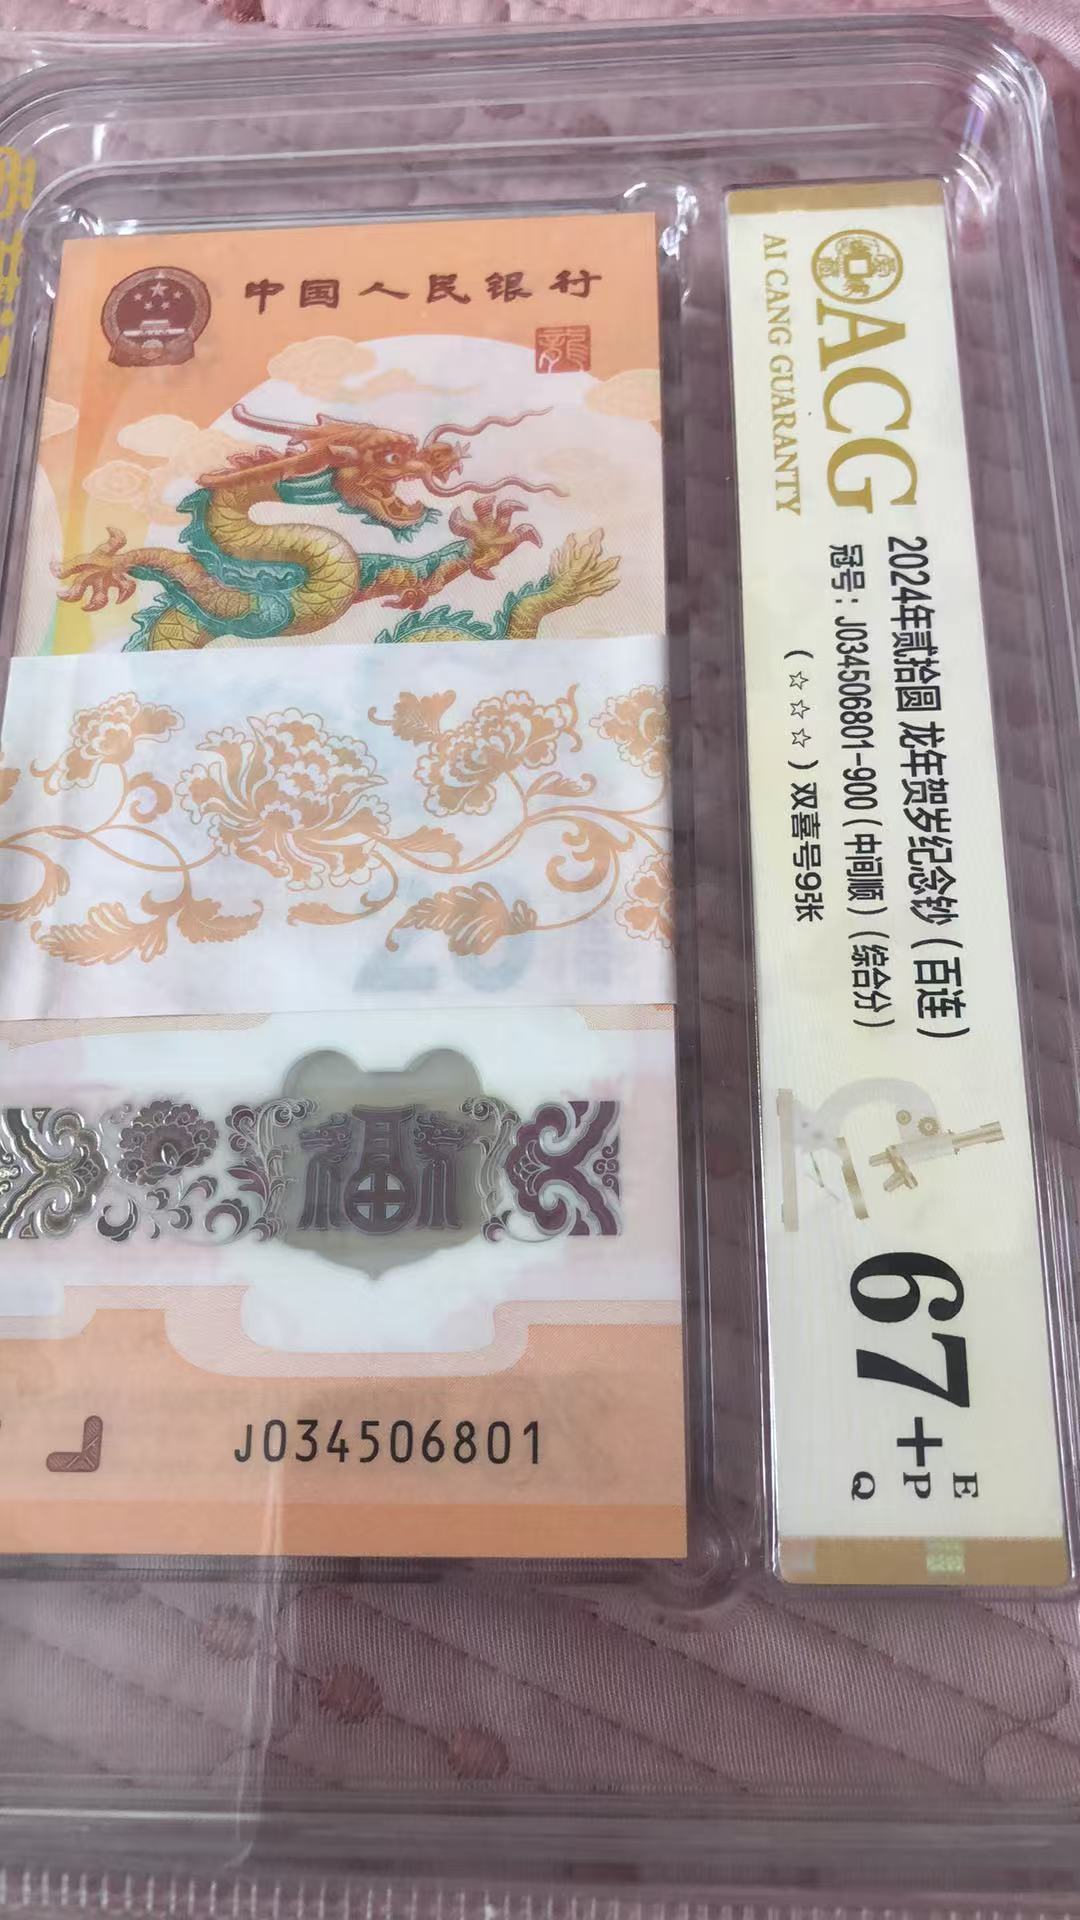 中国人民银行
龍
福
J034506801
ACG
AI CANG GUARANTY
2024年贰拾圆 龙年贺岁纪念钞（百连）
冠号：J034506801-900（中间顺）（综合分）
（☆☆☆）双喜号9张
67+
E
P
Q